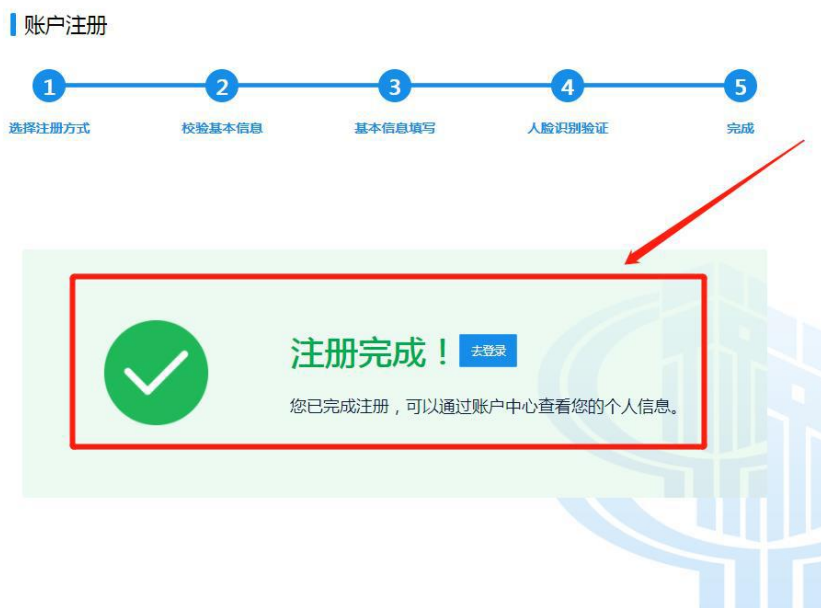 账户注册
1 2 3 4 5
选择注册方式 校验基本信息 基本信息填写 人脸识别验证 完成
注册完成！ 去登录
您已完成注册，可以通过账户中心查看您的个人信息。